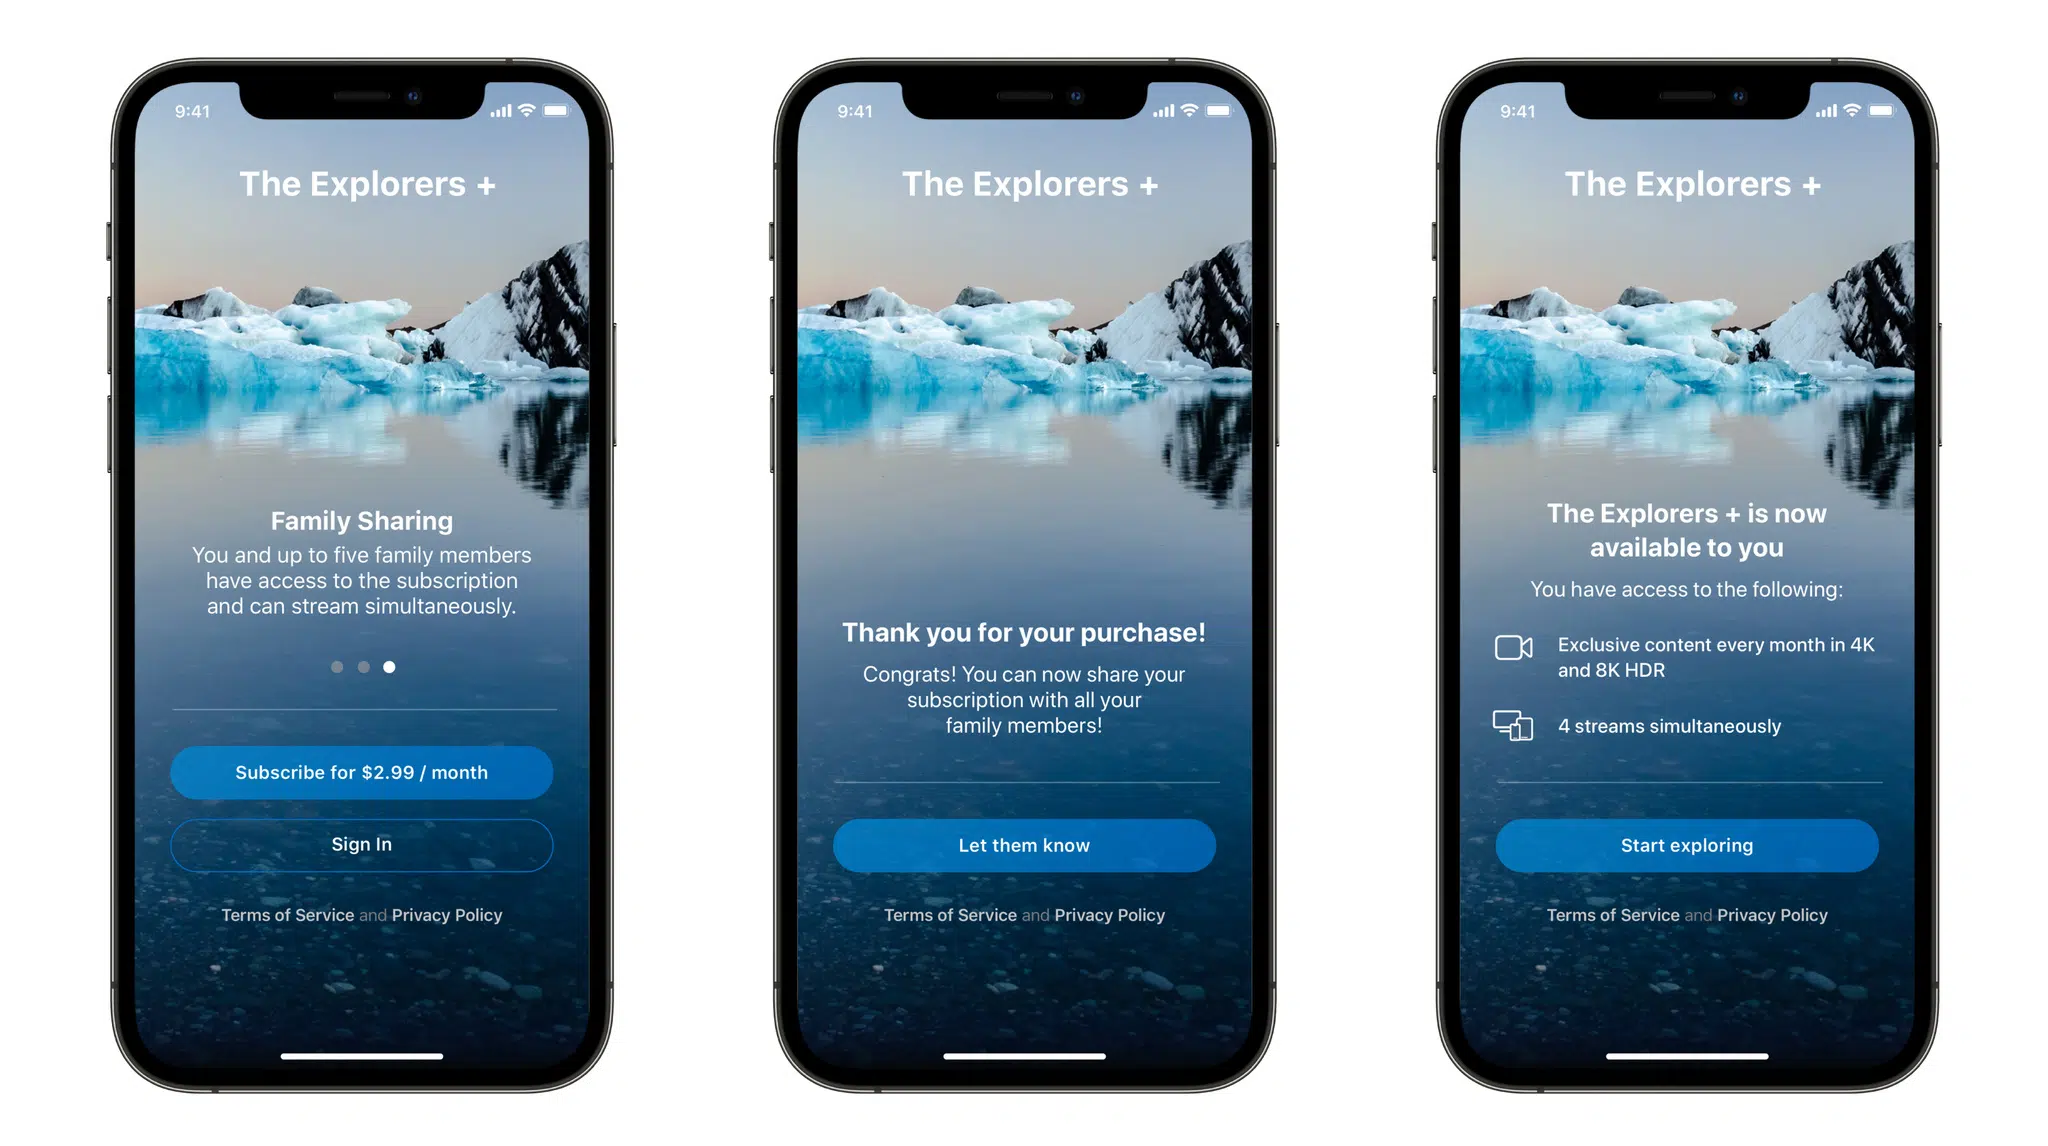 9:41
The Explorers +
Family Sharing
You and up to five family members
have access to the subscription
and can stream simultaneously.
Subscribe for $2.99 / month
Sign In
Terms of Service and Privacy Policy
9:41
The Explorers +
Thank you for your purchase!
Congrats! You can now share your
subscription with all your
family members!
Let them know
Terms of Service and Privacy Policy
9:41
The Explorers +
The Explorers + is now
available to you
You have access to the following:
Exclusive content every month in 4K
and 8K HDR
4 streams simultaneously
Start exploring
Terms of Service and Privacy Policy